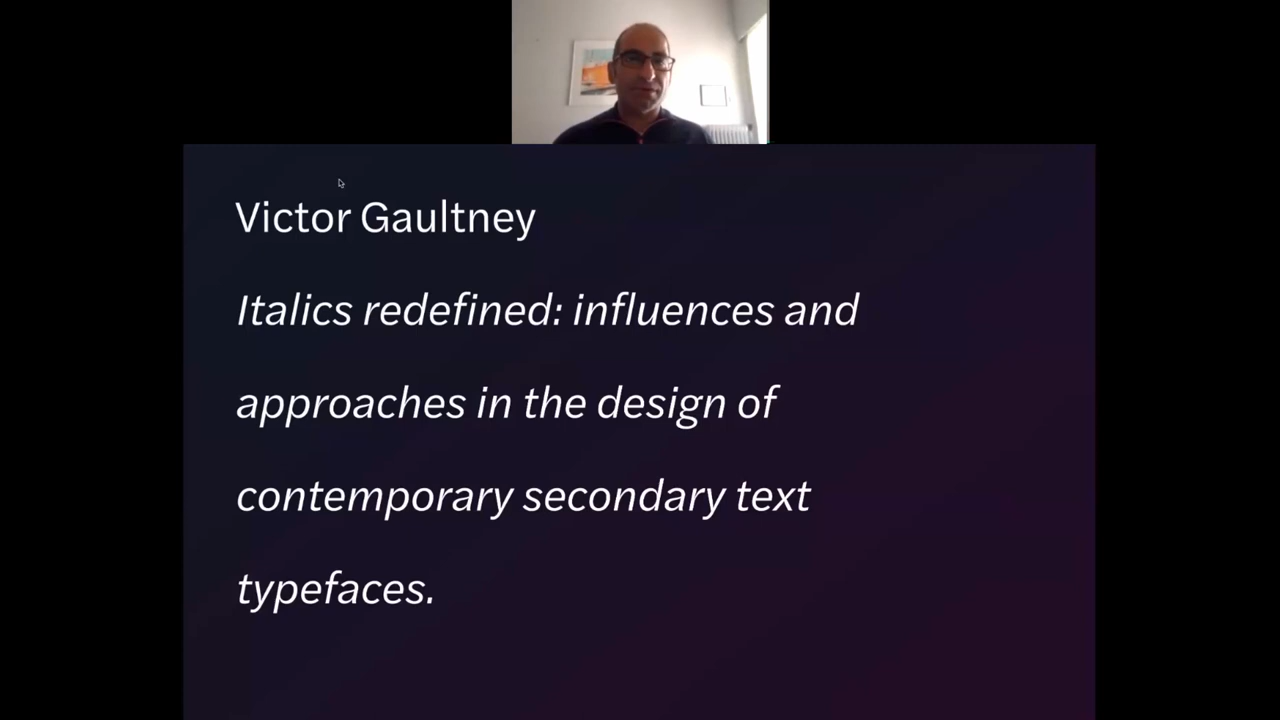 Victor Gaultney
Italics redefined: influences and
approaches in the design of
contemporary secondary text
typefaces.